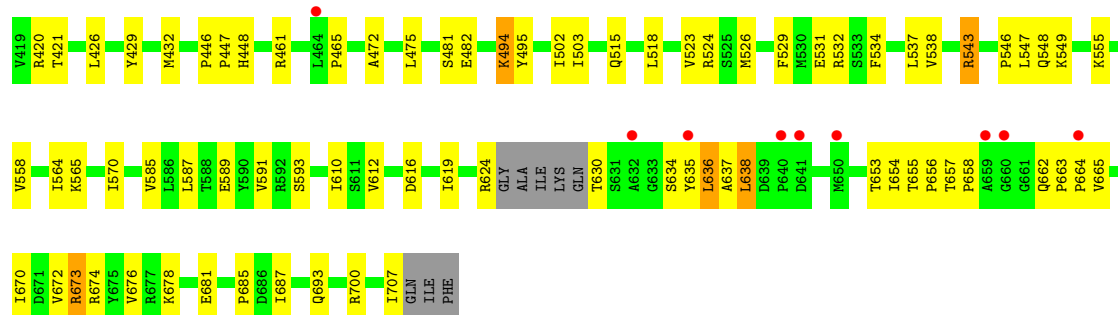 V419 R420 T421 L426 Y429 M432 P446 P447 H448 R461 L464 P465 A472 L475 S481 E482 K494 Y495 I502 I503 Q515 L518 V523 R524 S525 M526 F529 M530 E531 R532 S533 F534 L537 V538 R543 P546 L547 Q548 K549 K555
V558 I564 K565 I570 V585 L586 L587 T588 E589 Y590 V591 R592 S593 I610 S611 V612 D616 I619 R624 GLY ALA ILE LYS GLN T630 S631 A632 G633 S634 Y635 L636 A637 L638 D639 P640 D641 M650 T653 I654 T655 P656 T657 P658 A659 G660 G661 Q662 P663 P664 V665
I670 D671 V672 R673 R674 Y675 V676 R677 K678 E681 P685 D686 I687 Q693 R700 I707 GLN ILE PHE